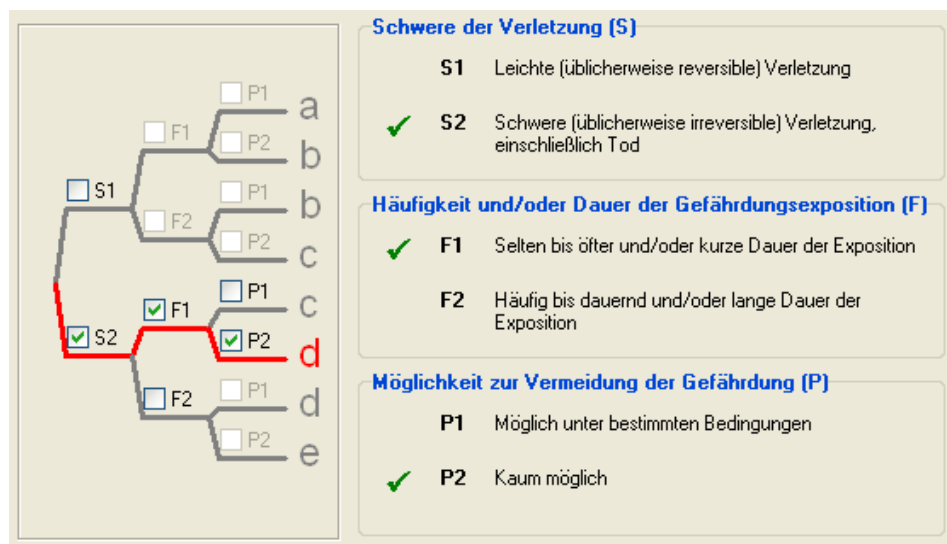 P1
a
F1
P2
b
S1
P1
b
F2
P2
c
P1
c
F1
S2
P2
d
F2
P1
d
P2
e
Schwere der Verletzung (S)
S1 Leichte (üblicherweise reversible) Verletzung
S2 Schwere (üblicherweise irreversible) Verletzung,
einschließlich Tod
Häufigkeit und/oder Dauer der Gefährdungsexposition (F)
F1 Selten bis öfter und/oder kurze Dauer der Exposition
F2 Häufig bis dauernd und/oder lange Dauer der
Exposition
Möglichkeit zur Vermeidung der Gefährdung (P)
P1 Möglich unter bestimmten Bedingungen
P2 Kaum möglich